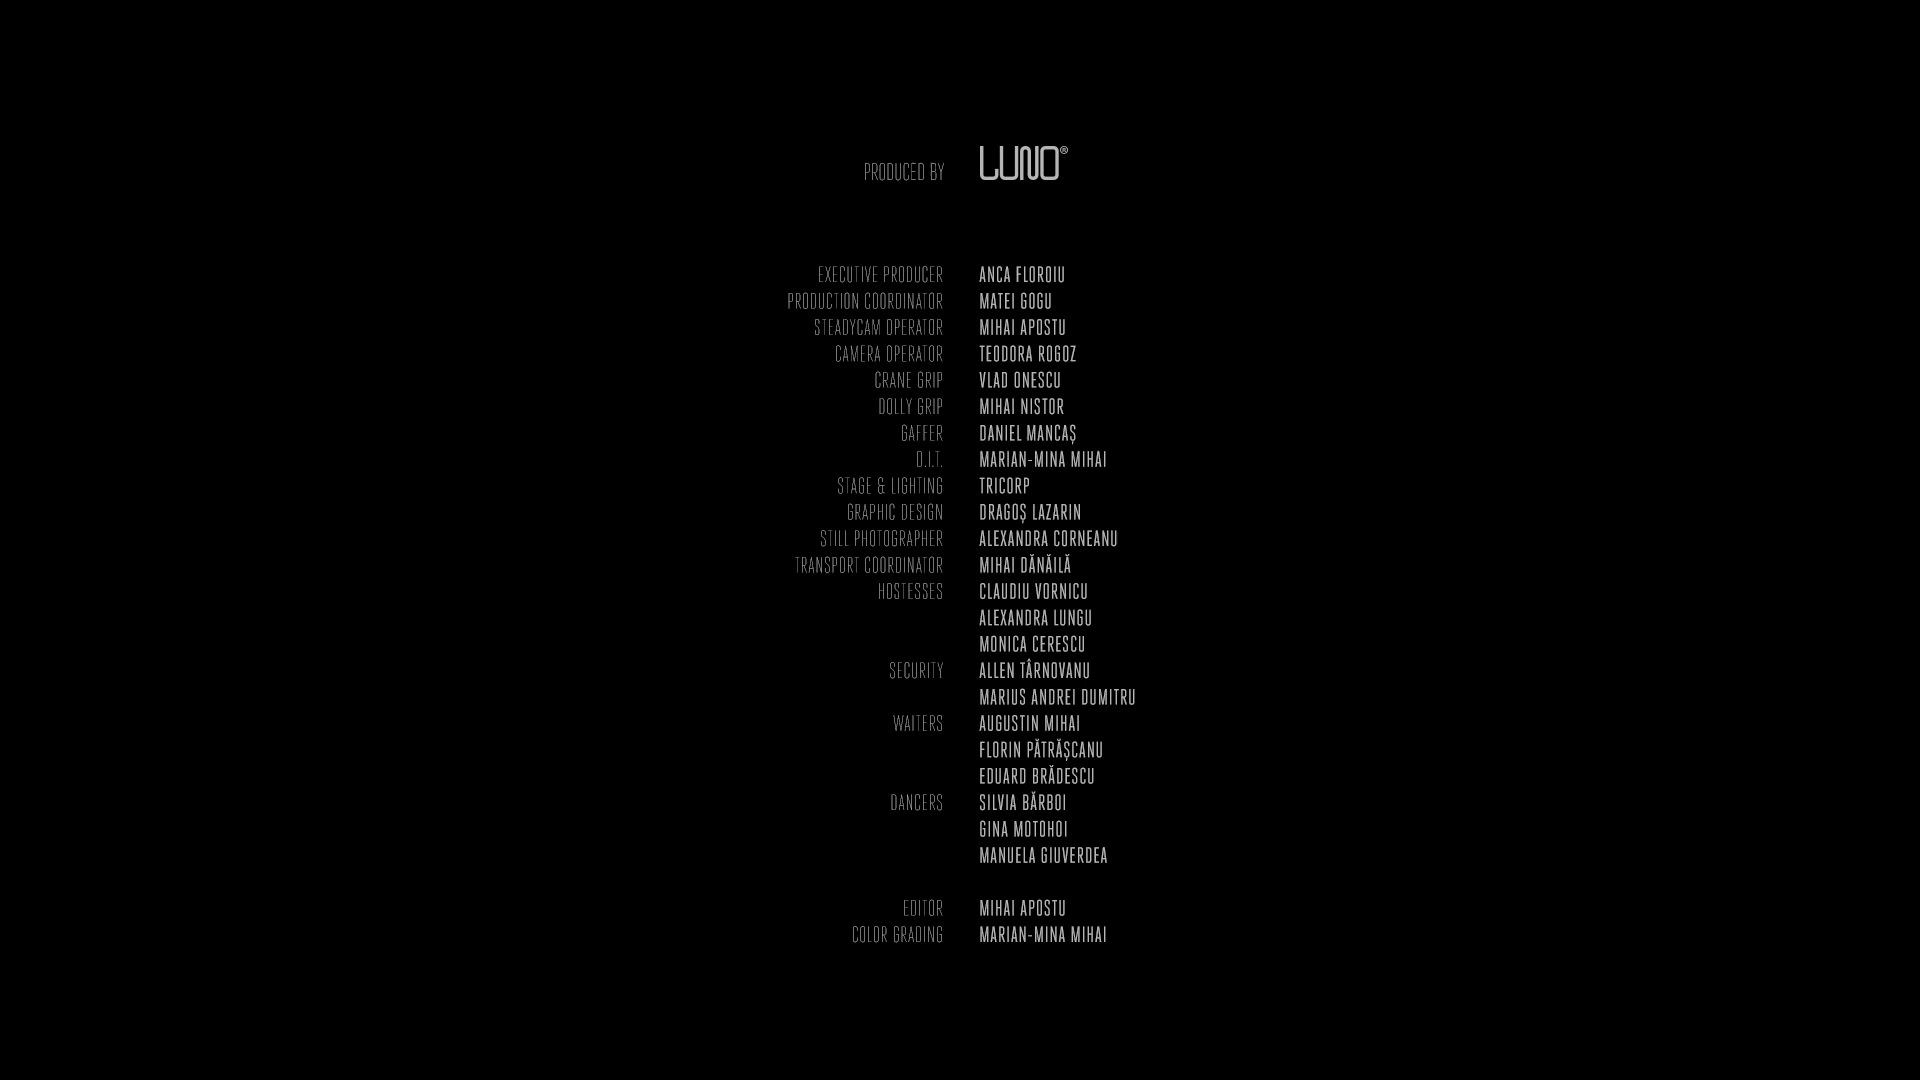 PRODUCED BY LUNO®
EXECUTIVE PRODUCER ANCA FLOROIU
PRODUCTION COORDINATOR MATEI GOGU
STEADYCAM OPERATOR MIHAI APOSTU
CAMERA OPERATOR TEODORA ROGOZ
CRANE GRIP VLAD ONESCU
DOLLY GRIP MIHAI NISTOR
GAFFER DANIEL MANCAȘ
D.I.T. MARIAN-MINA MIHAI
STAGE & LIGHTING TRICORP
GRAPHIC DESIGN DRAGOȘ LAZARIN
STILL PHOTOGRAPHER ALEXANDRA CORNEANU
TRANSPORT COORDINATOR MIHAI DĂNĂILĂ
HOSTESSES CLAUDIU VORNICU
ALEXANDRA LUNGU
MONICA CERESCU
SECURITY ALLEN TÂRNOVANU
MARIUS ANDREI DUMITRU
WAITERS AUGUSTIN MIHAI
FLORIN PĂTRĂȘCANU
EDUARD BRĂDESCU
DANCERS SILVIA BĂRBOI
GINA MOTOHOI
MANUELA GIUVERDEA
EDITOR MIHAI APOSTU
COLOR GRADING MARIAN-MINA MIHAI